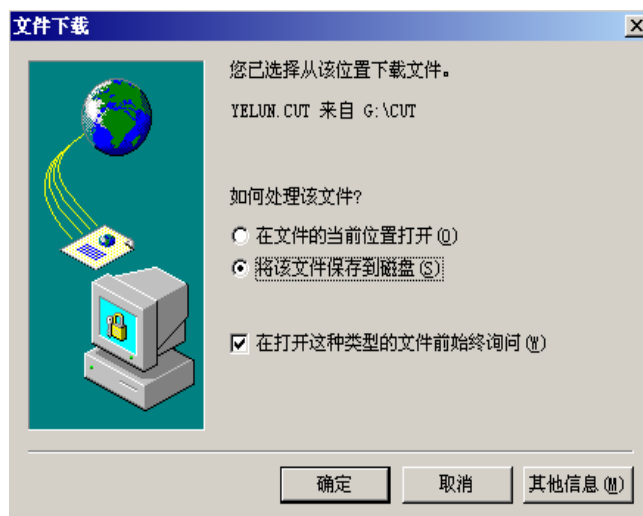 文件下载
您已选择从该位置下载文件。
YELUN.CUT 来自 G:\CUT
如何处理该文件?
在文件的当前位置打开(O)
将该文件保存到磁盘(S)
在打开这种类型的文件前始终询问(W)
确定 取消 其他信息(M)